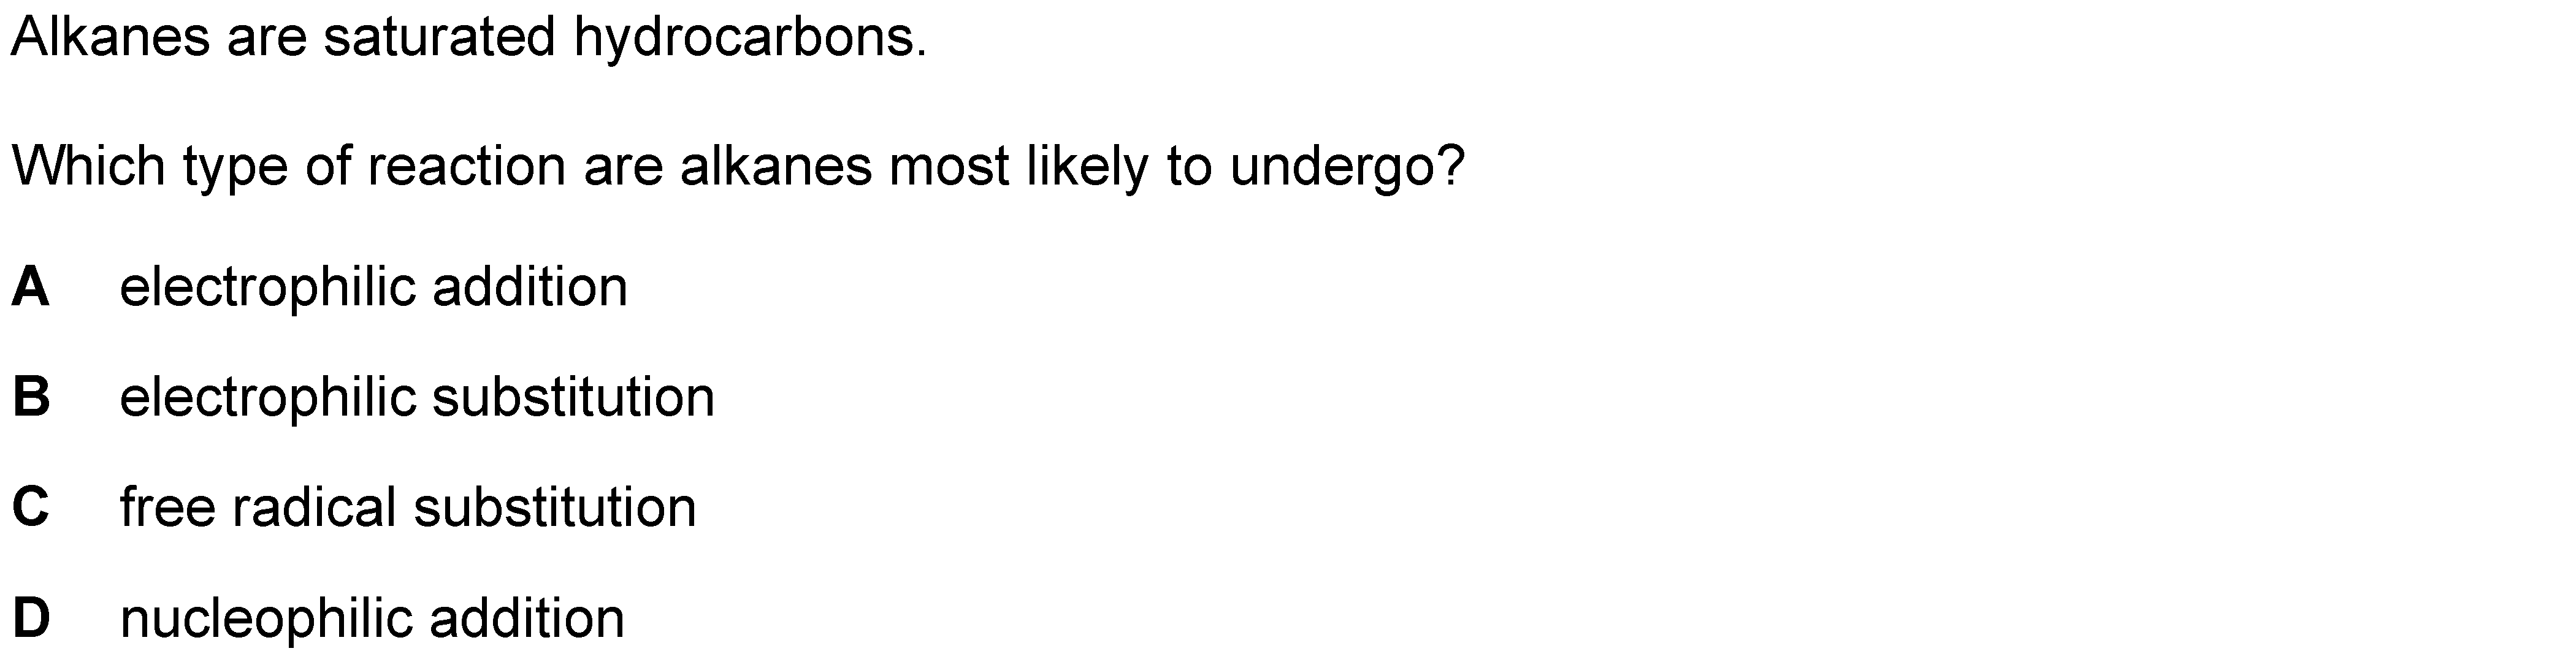 Alkanes are saturated hydrocarbons.
Which type of reaction are alkanes most likely to undergo?
A electrophilic addition
B electrophilic substitution
C free radical substitution
D nucleophilic addition